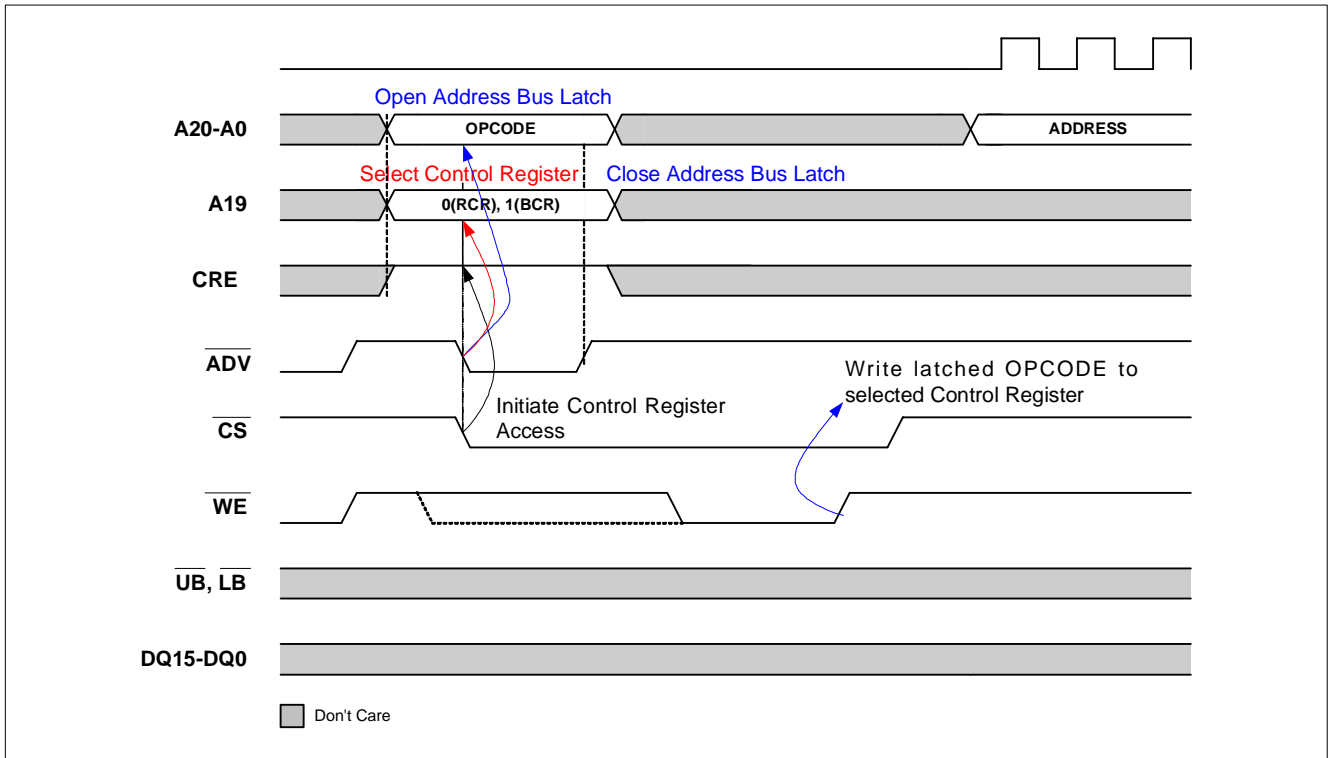 Open Address Bus Latch
A20-A0
OPCODE
ADDRESS
Select Control Register
Close Address Bus Latch
A19
0(RCR), 1(BCR)
CRE
ADV
Write latched OPCODE to
selected Control Register
Initiate Control Register
Access
CS
WE
UB, LB
DQ15-DQ0
Don't Care